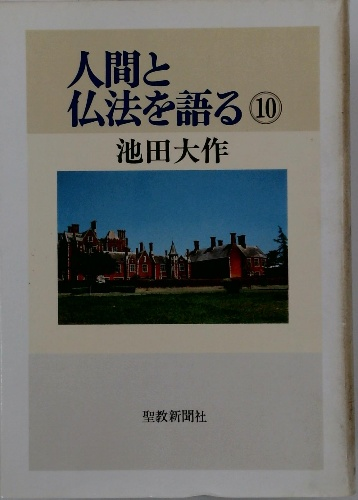 人間と
仏法を語る⑩
池田大作
聖教新聞社